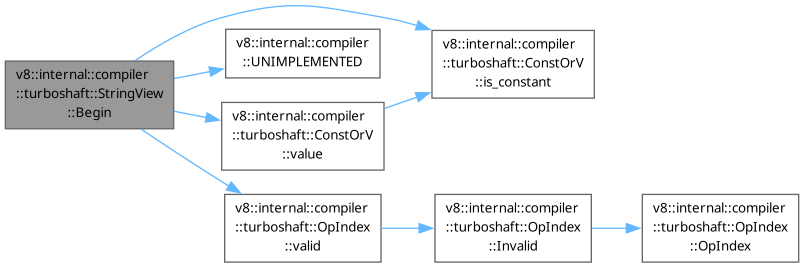 v8::internal::compiler
::turboshaft::StringView
::Begin
v8::internal::compiler
::UNIMPLEMENTED
v8::internal::compiler
::turboshaft::ConstOrV
::is_constant
v8::internal::compiler
::turboshaft::ConstOrV
::value
v8::internal::compiler
::turboshaft::OpIndex
::valid
v8::internal::compiler
::turboshaft::OpIndex
::Invalid
v8::internal::compiler
::turboshaft::OpIndex
::OpIndex